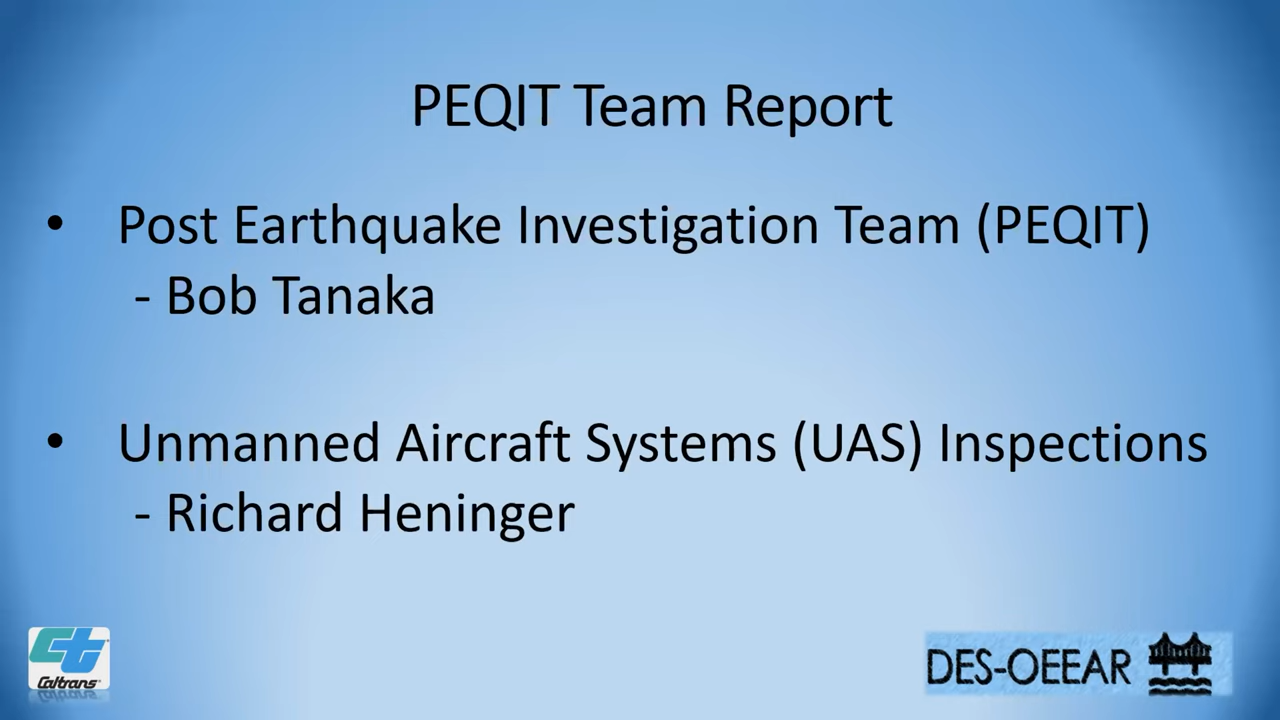 PEQIT Team Report
• Post Earthquake Investigation Team (PEQIT)
- Bob Tanaka
• Unmanned Aircraft Systems (UAS) Inspections
- Richard Heninger
Ct
Caltrans
DES-OEEAR